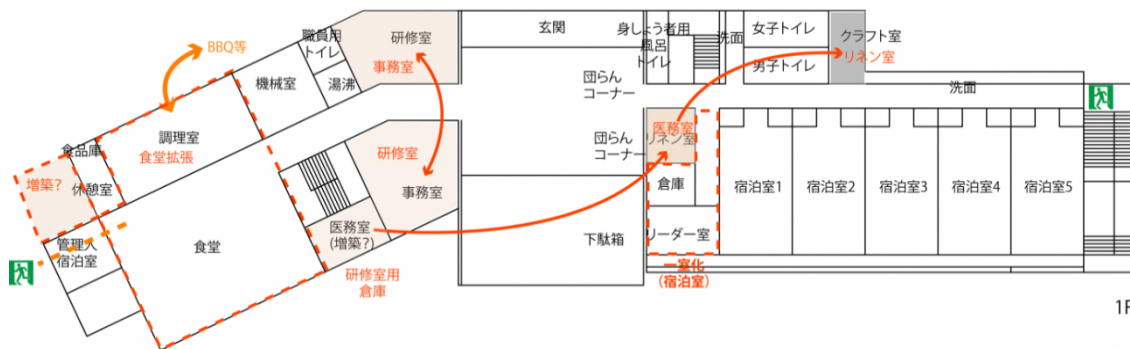 BBQ等
職員用
トイレ
研修室
事務室
機械室
湯沸
玄関
身しょう者用
風呂
トイレ
洗面
女子トイレ
男子トイレ
クラフト室
リネン室
団らん
コーナー
洗面
調理室
食堂拡張
食品庫
増築?
休憩室
研修室
事務室
団らん
コーナー
医務室
リネン室
倉庫
宿泊室1
宿泊室2
宿泊室3
宿泊室4
宿泊室5
医務室
(増築?)
食堂
管理人
宿泊室
下駄箱
リーダー室
研修室用
倉庫
一室化
(宿泊室)
1F